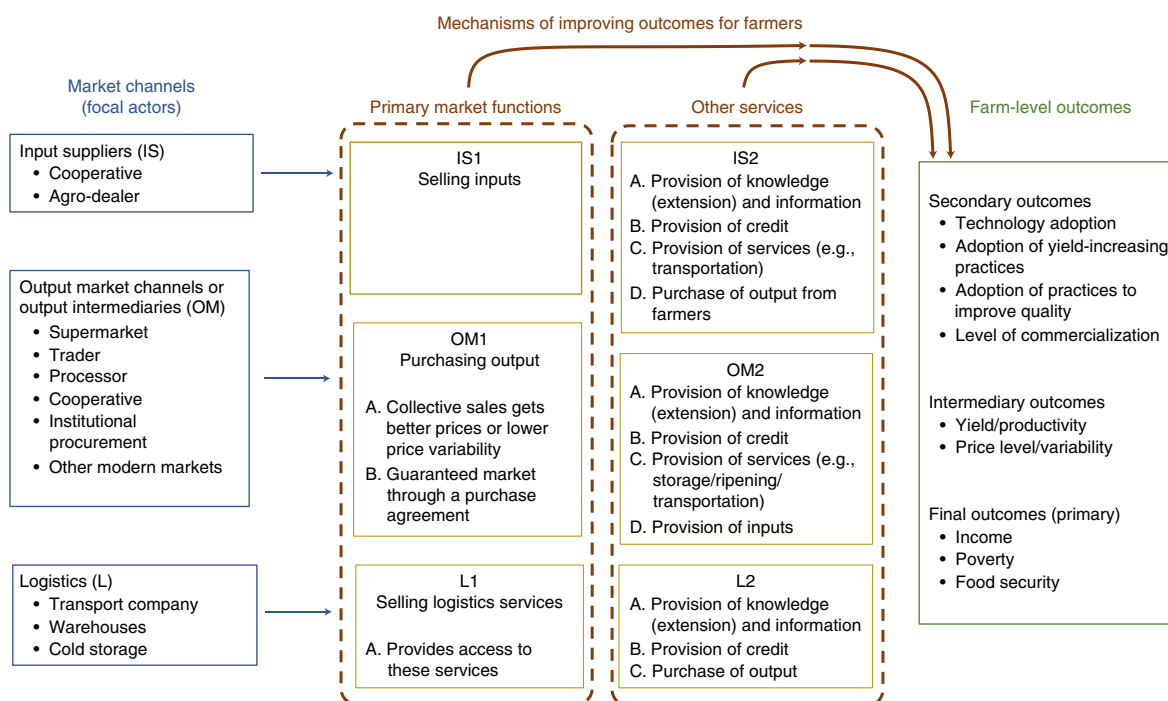 Mechanisms of improving outcomes for farmers
Market channels
(focal actors)
Primary market functions
Other services
Farm-level outcomes
Input suppliers (IS)
• Cooperative
• Agro-dealer
Output market channels or
output intermediaries (OM)
• Supermarket
• Trader
• Processor
• Cooperative
• Institutional
procurement
• Other modern markets
Logistics (L)
• Transport company
• Warehouses
• Cold storage
IS1
Selling inputs
OM1
Purchasing output
A. Collective sales gets
better prices or lower
price variability
B. Guaranteed market
through a purchase
agreement
L1
Selling logistics services
A. Provides access to
these services
IS2
A. Provision of knowledge
(extension) and information
B. Provision of credit
C. Provision of services (e.g.,
transportation)
D. Purchase of output from
farmers
OM2
A. Provision of knowledge
(extension) and information
B. Provision of credit
C. Provision of services (e.g.,
storage/ripening/
transportation)
D. Provision of inputs
L2
A. Provision of knowledge
(extension) and information
B. Provision of credit
C. Purchase of output
Secondary outcomes
• Technology adoption
• Adoption of yield-increasing
practices
• Adoption of practices to
improve quality
• Level of commercialization
Intermediary outcomes
• Yield/productivity
• Price level/variability
Final outcomes (primary)
• Income
• Poverty
• Food security